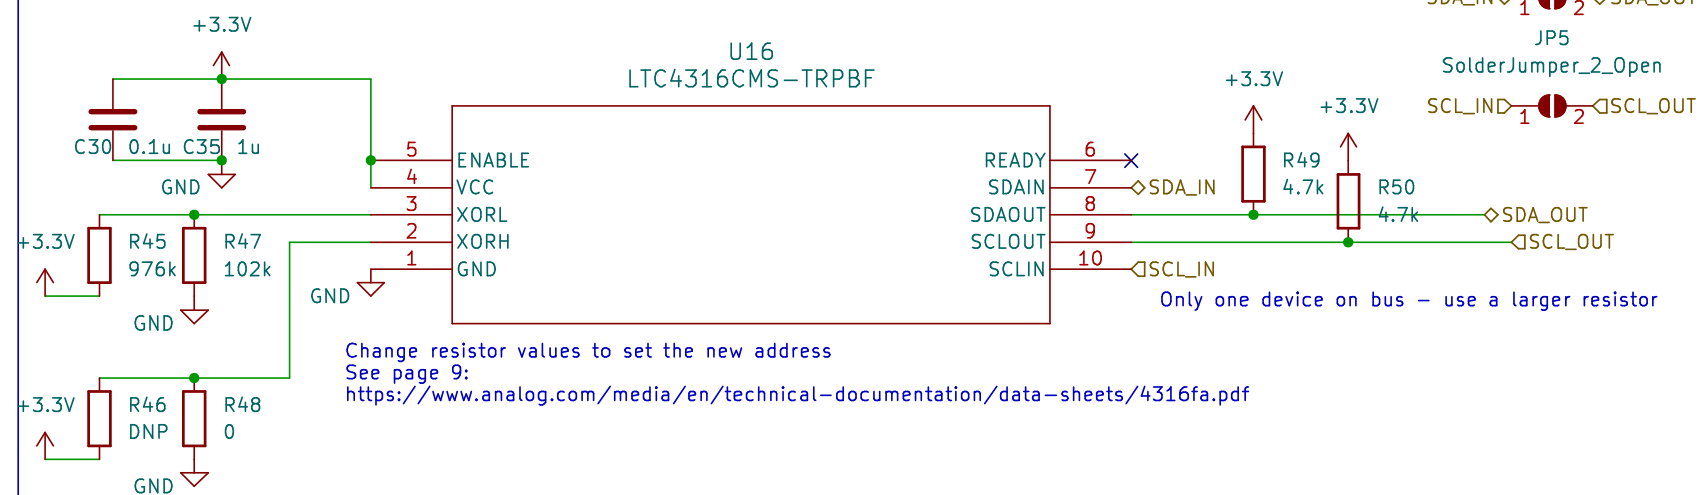 SDA_IN 1 2 SDA_OUT
JP5
SolderJumper_2_Open
SCL_IN 1 2 SCL_OUT
+3.3V
C30 0.1u C35 1u
GND
U16
LTC4316CMS-TRPBF
5 ENABLE
4 VCC
3 XORL
2 XORH
1 GND
READY 6
SDAIN 7 SDA_IN
SDAOUT 8
SCLOUT 9
SCLIN 10 SCL_IN
+3.3V
R49
4.7k
+3.3V
R50
4.7k
SDA_OUT
SCL_OUT
Only one device on bus – use a larger resistor
+3.3V
R45
976k
R47
102k
GND
GND
Change resistor values to set the new address
See page 9:
https://www.analog.com/media/en/technical-documentation/data-sheets/4316fa.pdf
+3.3V
R46
DNP
R48
0
GND